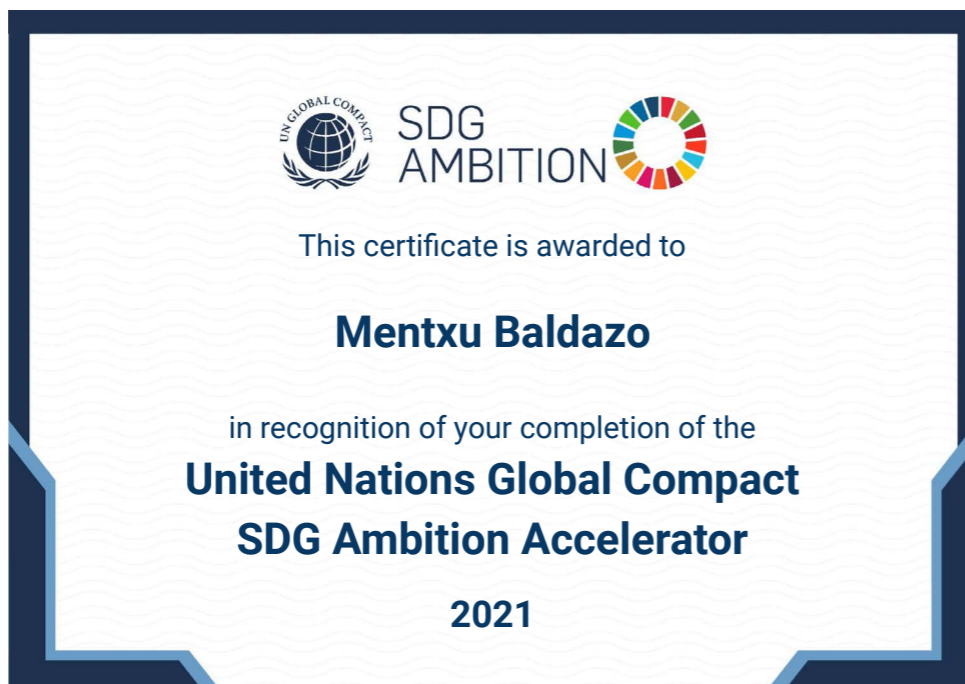 UN GLOBAL COMPACT
SDG
AMBITION
This certificate is awarded to
Mentxu Baldazo
in recognition of your completion of the
United Nations Global Compact
SDG Ambition Accelerator
2021